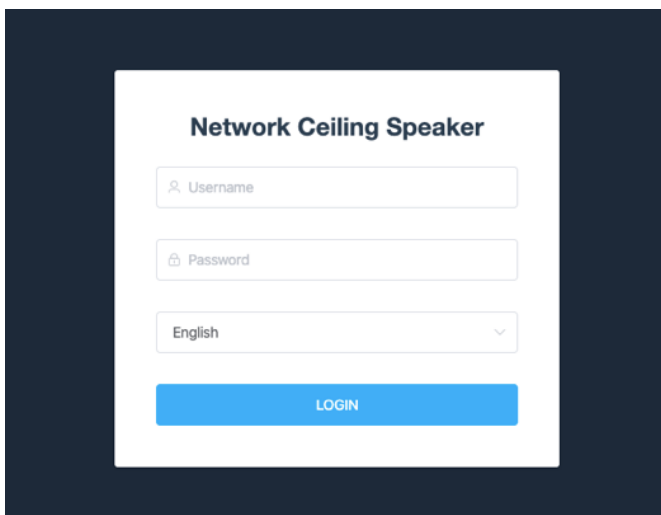 Network Ceiling Speaker
Username
Password
English
LOGIN